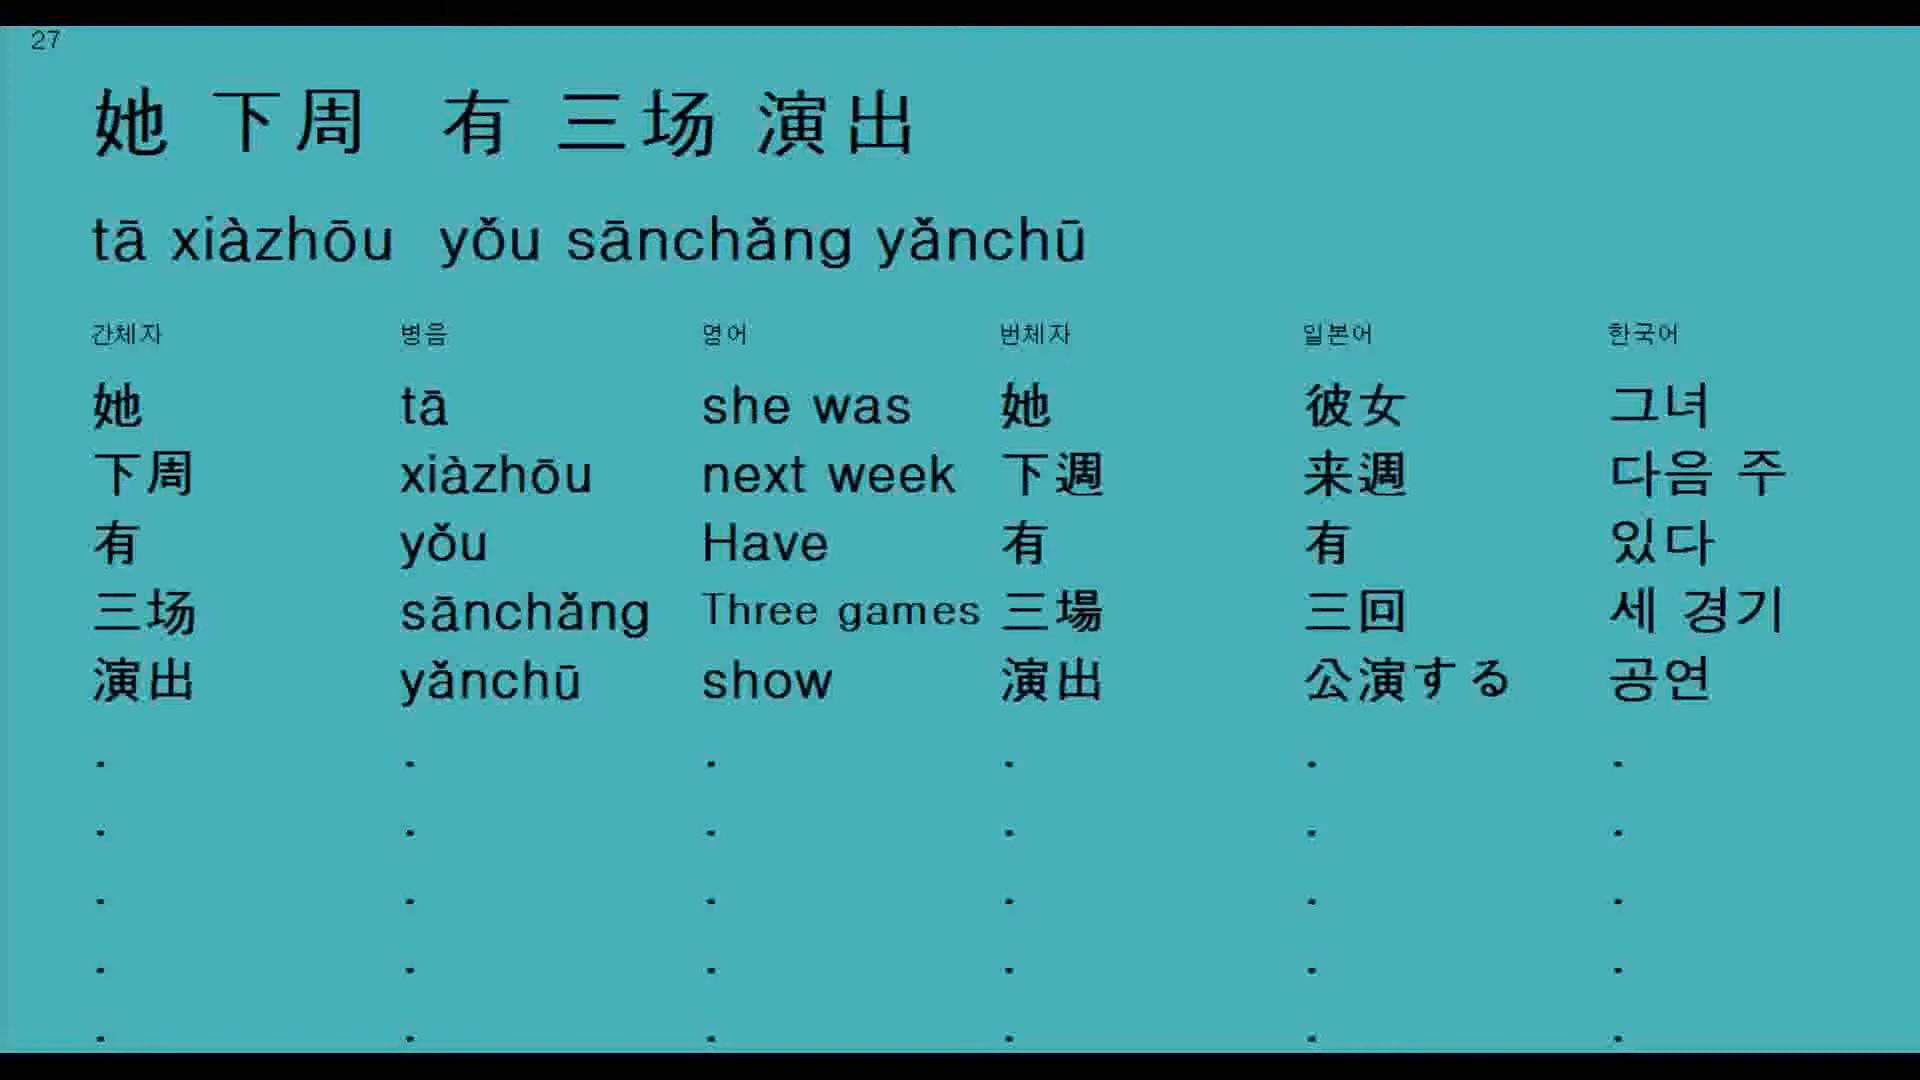 27
她 下周 有 三场 演出
tā xiàzhōu yǒu sānchǎng yǎnchū
간체자 병음 영어 번체자 일본어 한국어
她 tā she was 她 彼女 그녀
下周 xiàzhōu next week 下週 来週 다음 주
有 yǒu Have 有 有 있다
三场 sānchǎng Three games 三場 三回 세 경기
演出 yǎnchū show 演出 公演する 공연
. . . . . .
. . . . . .
. . . . . .
. . . . . .
. . . . . .